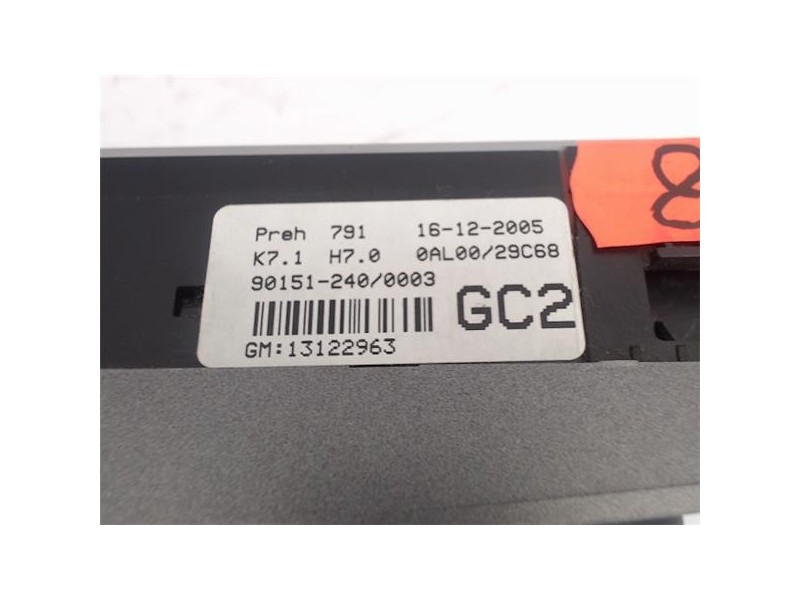 Preh 791 16-12-2005
K7.1 H7.0 0AL00/29C68
90151-240/0003
GC2
GM:13122963
8